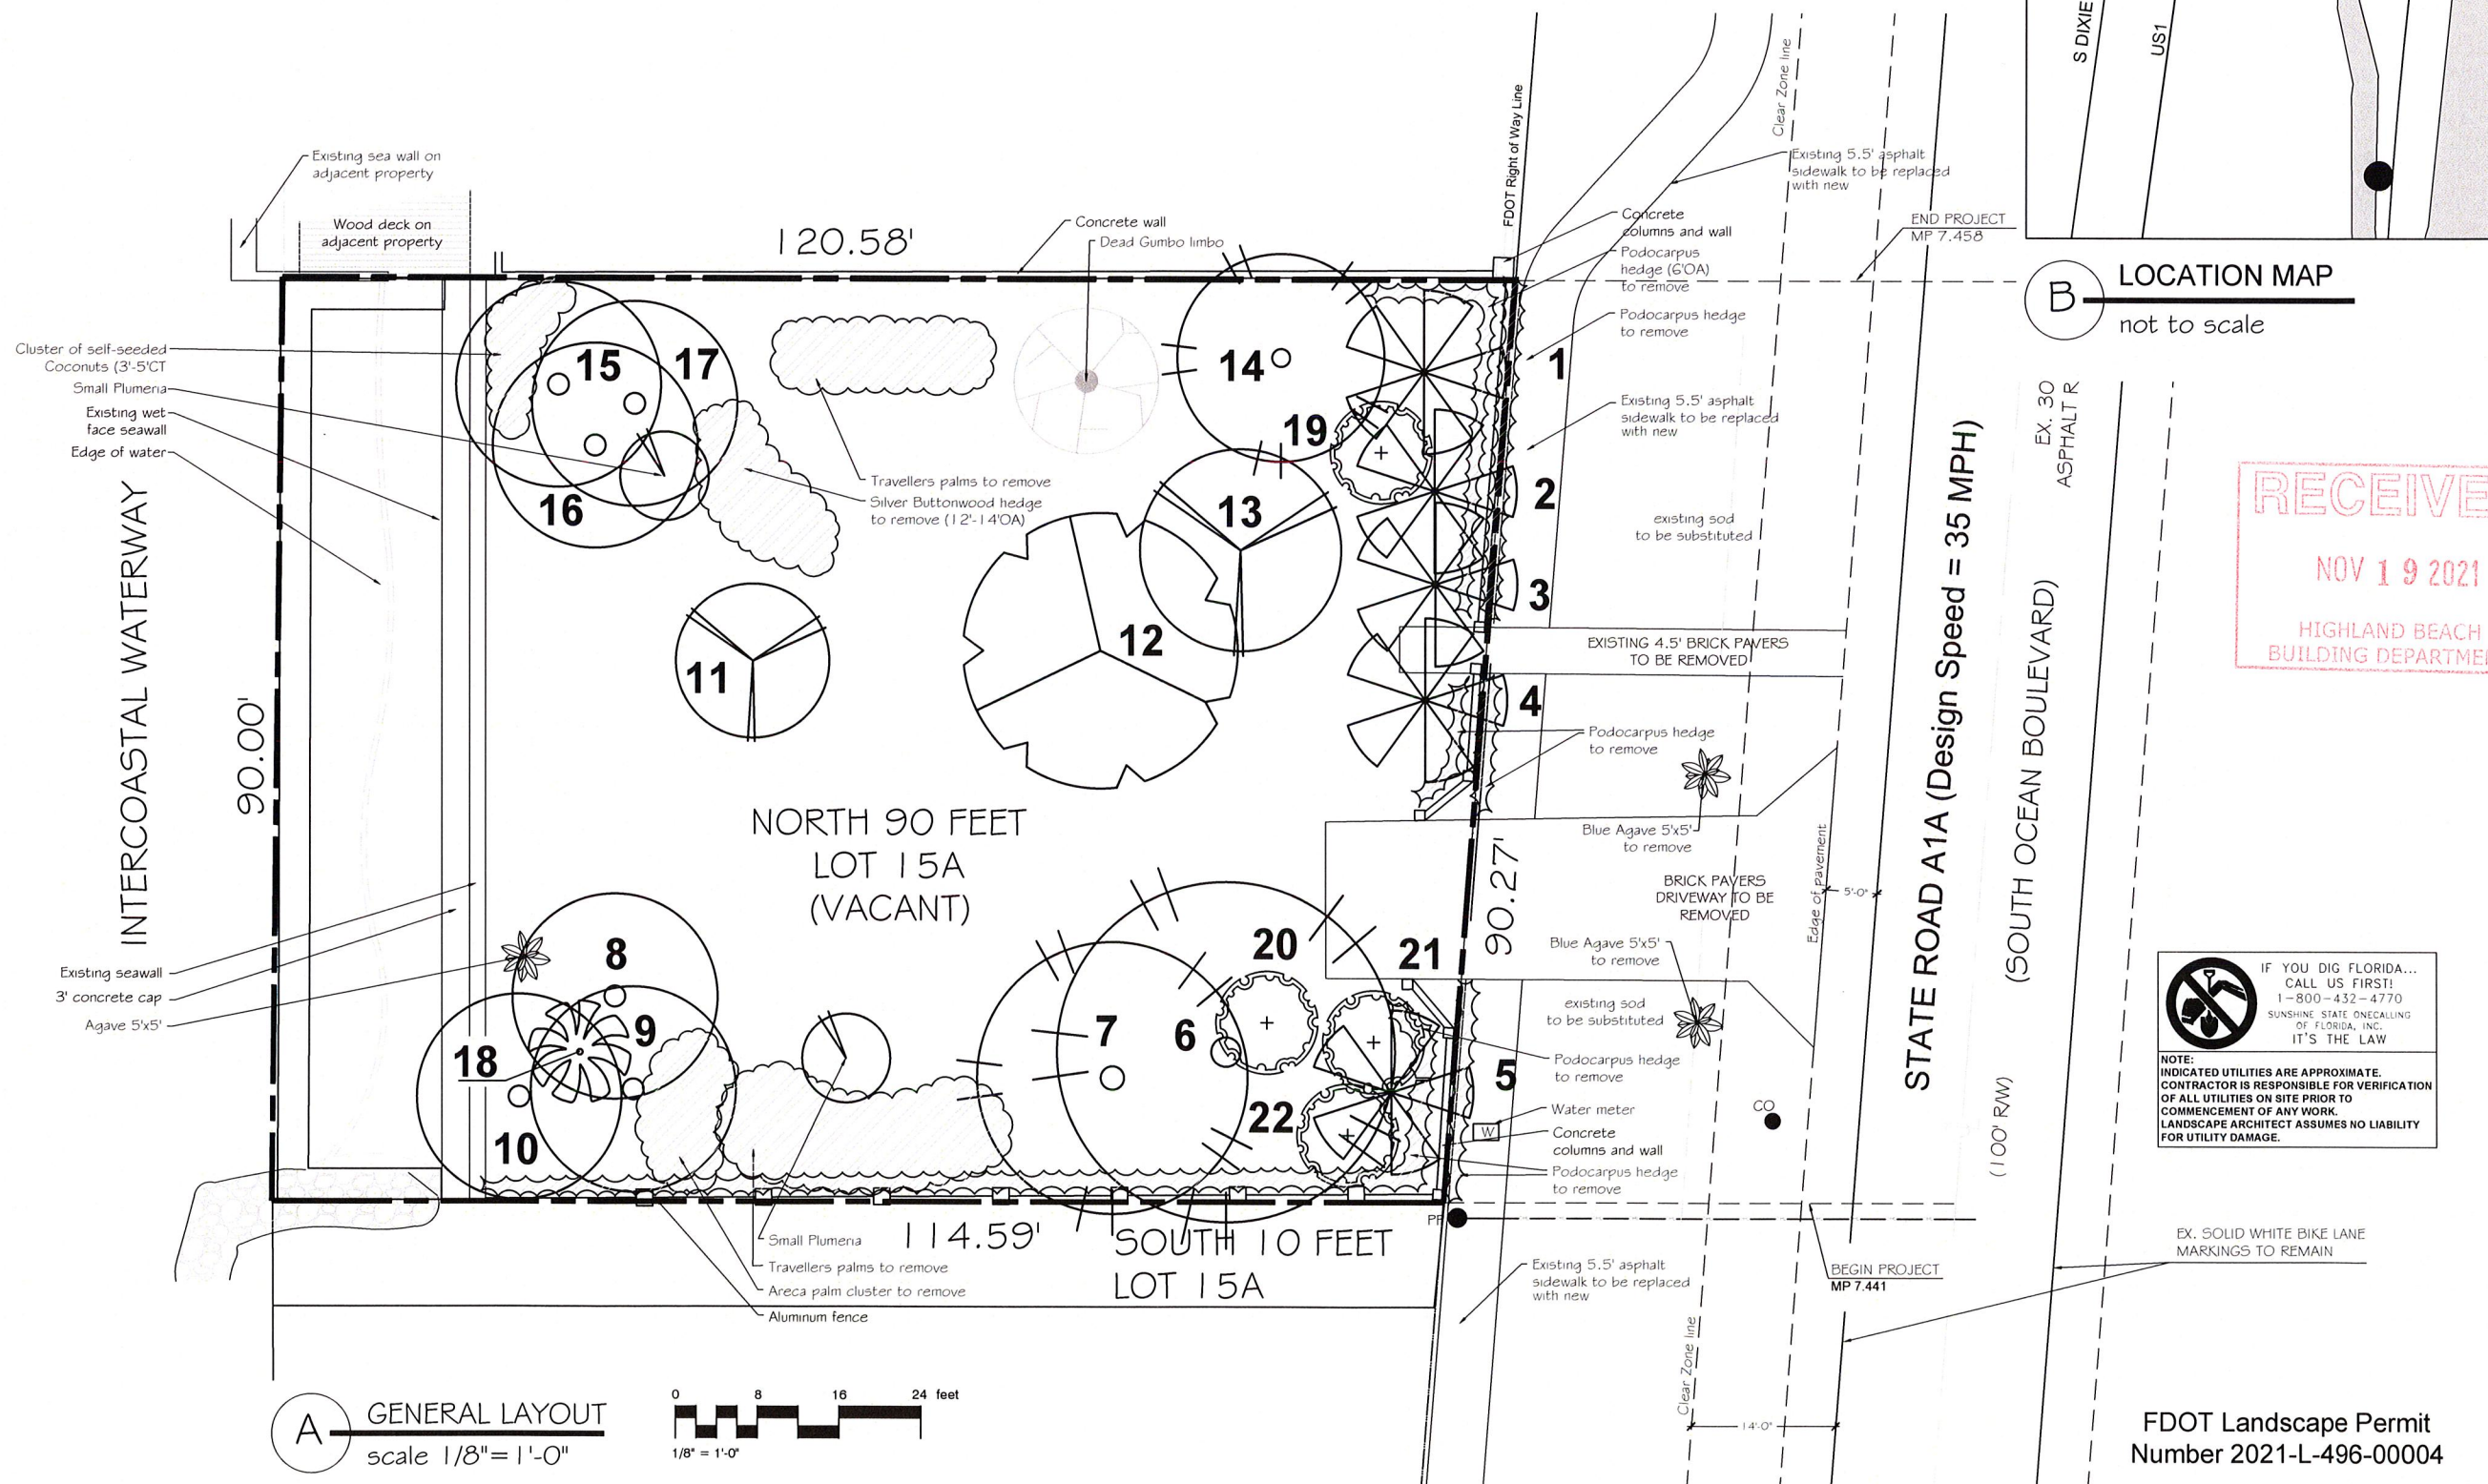 S DIXIE
US1
Existing sea wall on
adjacent property
Wood deck on
adjacent property
120.58'
Concrete wall
Dead Gumbo limbo
FDOT Right of Way Line
Clear Zone line
Existing 5.5' asphalt
sidewalk to be replaced
with new
Concrete
columns and wall
Podocarpus
hedge (6'OA)
to remove
END PROJECT
MP 7.458
B
LOCATION MAP
not to scale
Podocarpus hedge
to remove
Cluster of self-seeded
Coconuts (3'-5'CT
Small Plumeria
Existing wet
face seawall
Edge of water
15
17
14
1
19
Existing 5.5' asphalt
sidewalk to be replaced
with new
EX. 30
ASPHALT R
Travellers palms to remove
Silver Buttonwood hedge
to remove (12'-14'OA)
16
13
2
existing sod
to be substituted
RECEIVE
NOV 19 2021
HIGHLAND BEACH
BUILDING DEPARTME
INTERCOASTAL WATERWAY
90.00'
3
12
11
EXISTING 4.5' BRICK PAVERS
TO BE REMOVED
4
Podocarpus hedge
to remove
STATE ROAD A1A (Design Speed = 35 MPH)
(SOUTH OCEAN BOULEVARD)
(100' R/W)
NORTH 90 FEET
LOT 15A
(VACANT)
Blue Agave 5'x5'
to remove
90.27'
BRICK PAVERS
DRIVEWAY TO BE
REMOVED
Edge of pavement
5'-0"
Existing seawall
3' concrete cap
Agave 5'x5'
8
9
18
10
7
6
20
21
22
5
Blue Agave 5'x5'
to remove
existing sod
to be substituted
Podocarpus hedge
to remove
Water meter
W
CO
Concrete
columns and wall
Podocarpus hedge
to remove
IF YOU DIG FLORIDA...
CALL US FIRST!
1-800-432-4770
SUNSHINE STATE ONECALLING
OF FLORIDA, INC.
IT'S THE LAW
NOTE:
INDICATED UTILITIES ARE APPROXIMATE.
CONTRACTOR IS RESPONSIBLE FOR VERIFICATION
OF ALL UTILITIES ON SITE PRIOR TO
COMMENCEMENT OF ANY WORK.
LANDSCAPE ARCHITECT ASSUMES NO LIABILITY
FOR UTILITY DAMAGE.
Small Plumeria
Travellers palms to remove
Areca palm cluster to remove
Aluminum fence
114.59'
SOUTH 10 FEET
LOT 15A
Existing 5.5' asphalt
sidewalk to be replaced
with new
BEGIN PROJECT
MP 7.441
EX. SOLID WHITE BIKE LANE
MARKINGS TO REMAIN
Clear Zone line
14'-0"
A
GENERAL LAYOUT
scale 1/8"=1'-0"
0 8 16 24 feet
1/8" = 1'-0"
FDOT Landscape Permit
Number 2021-L-496-00004